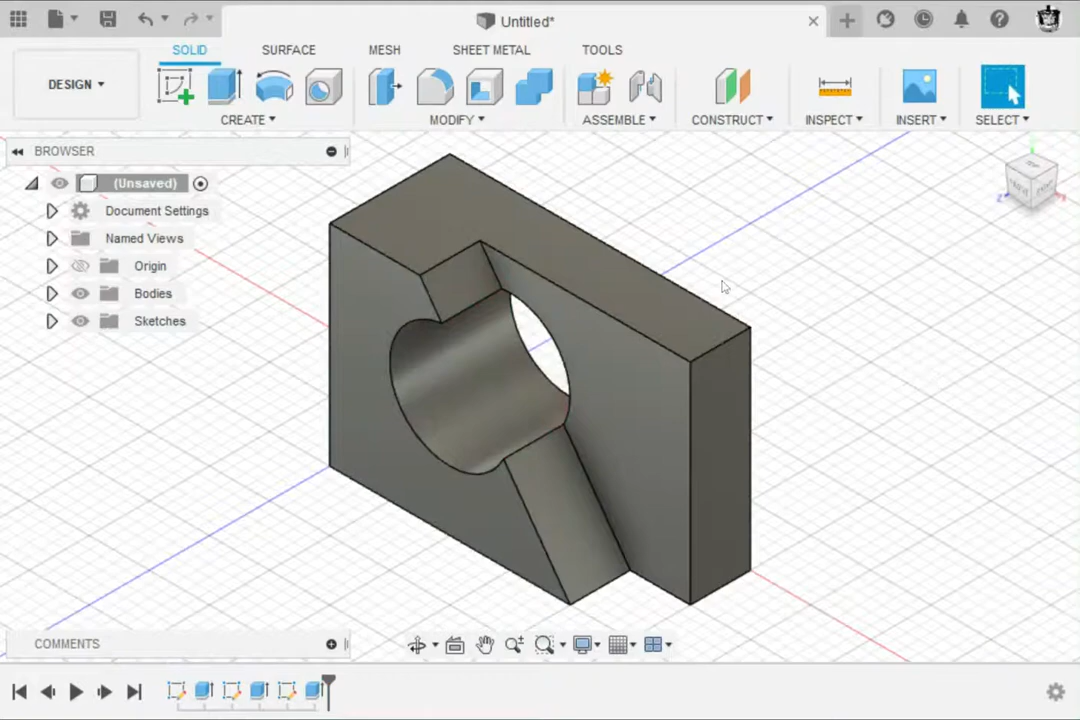 Untitled*
SOLID SURFACE MESH SHEET METAL TOOLS
DESIGN
CREATE MODIFY ASSEMBLE CONSTRUCT INSPECT INSERT SELECT
BROWSER
(Unsaved)
Document Settings
Named Views
Origin
Bodies
Sketches
TOP
COMMENTS